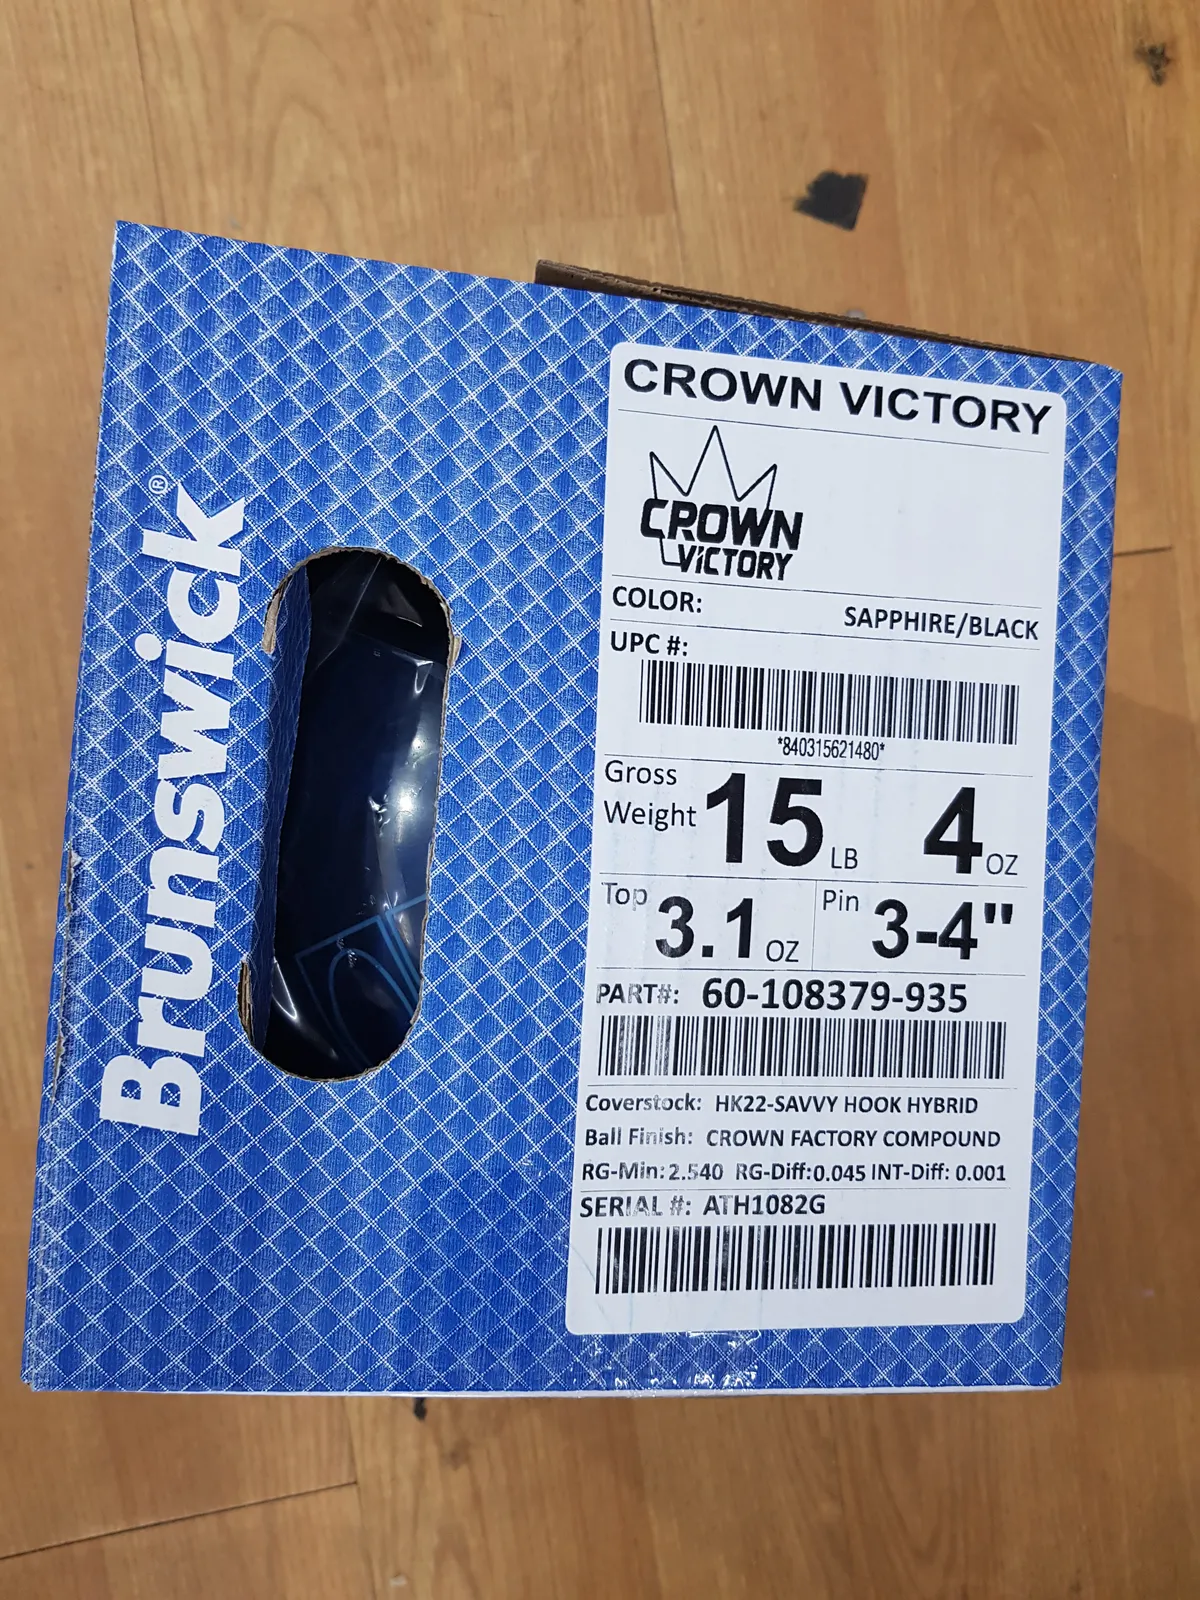 Brunswick®
CROWN VICTORY
CROWN
VICTORY
COLOR: SAPPHIRE/BLACK
UPC #:
*840315621480*
Gross
Weight 15 LB 4 OZ
Top 3.1 OZ Pin 3-4"
PART#: 60-108379-935
Coverstock: HK22-SAVVY HOOK HYBRID
Ball Finish: CROWN FACTORY COMPOUND
RG-Min: 2.540 RG-Diff:0.045 INT-Diff: 0.001
SERIAL #: ATH1082G